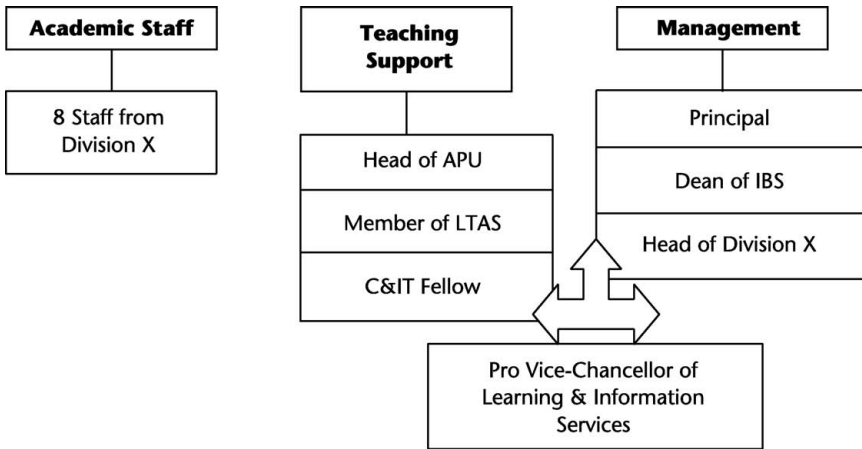 Academic Staff
8 Staff from
Division X
Teaching
Support
Head of APU
Member of LTAS
C&IT Fellow
Management
Principal
Dean of IBS
Head of Division X
Pro Vice-Chancellor of
Learning & Information
Services